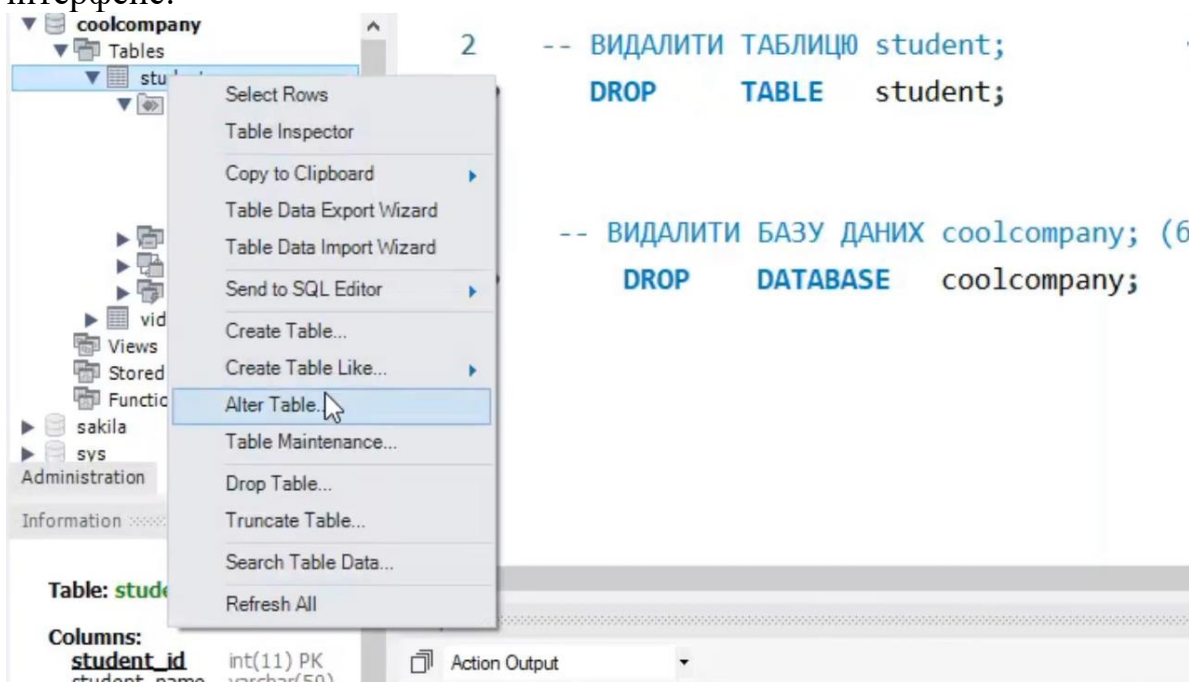 coolcompany
Tables
Select Rows
Table Inspector
Copy to Clipboard
Table Data Export Wizard
Table Data Import Wizard
Send to SQL Editor
Create Table...
Create Table Like...
Alter Table...
Table Maintenance...
Drop Table...
Truncate Table...
Search Table Data...
Refresh All
Views
Stored
sakila
sys
Administration
Information
Table:
Columns:
student_id int(11) PK
student_name varchar(50)
2 -- ВИДАЛИТИ ТАБЛИЦЮ student;
DROP TABLE student;
-- ВИДАЛИТИ БАЗУ ДАНИХ coolcompany; (б
DROP DATABASE coolcompany;
Action Output